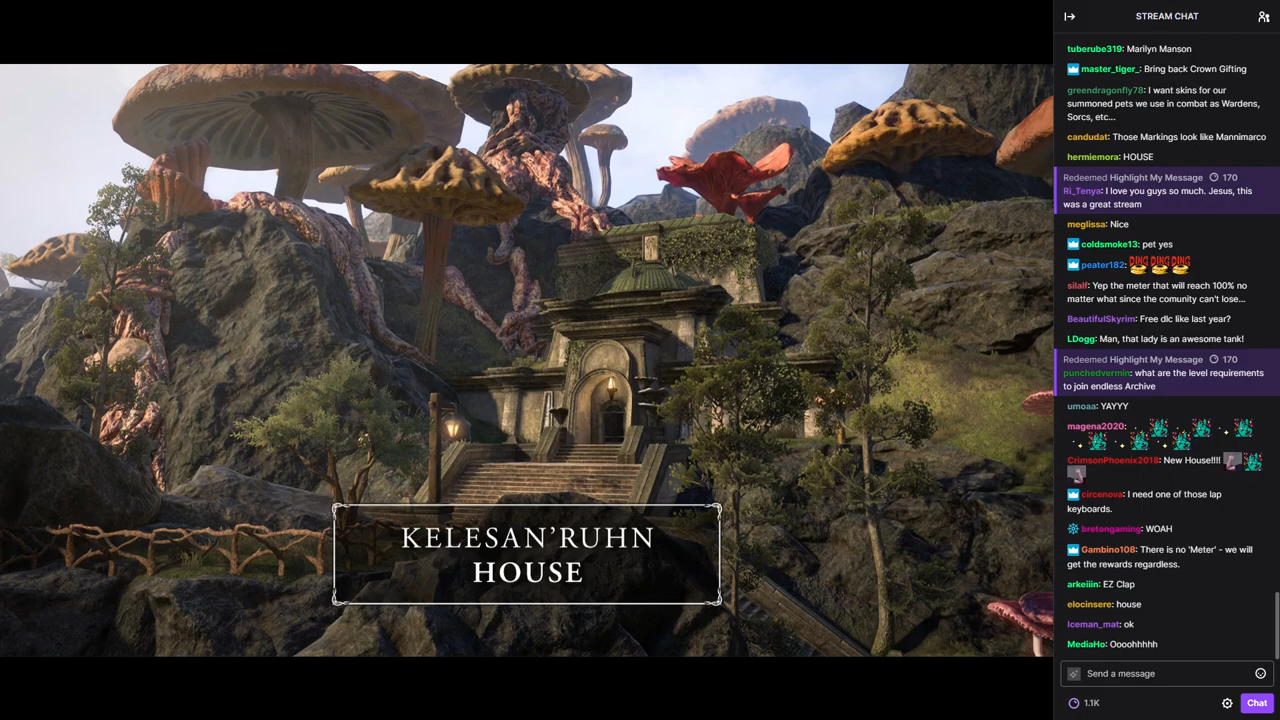 STREAM CHAT
tuberube319: Marilyn Manson
master_tiger_: Bring back Crown Gifting
greendragonfly78: I want skins for our
summoned pets we use in combat as Wardens,
Sorcs, etc...
candudat: Those Markings look like Mannimarco
hermiemora: HOUSE
Redeemed Highlight My Message 170
Ri_Tenya: I love you guys so much. Jesus, this
was a great stream
meglissa: Nice
coldsmoke13: pet yes
peater182: DING DING DING
silalf: Yep the meter that will reach 100% no
matter what since the comunity can't lose...
BeautifulSkyrim: Free dlc like last year?
LDogg: Man, that lady is an awesome tank!
Redeemed Highlight My Message 170
punchedvermin: what are the level requirements
to join endless Archive
umoaa: YAYYY
magena2020:
CrimsonPhoenix2018: New House!!!!
circenova: I need one of those lap
keyboards.
bretongaming: WOAH
Gambino108: There is no 'Meter' - we will
get the rewards regardless.
arkeiiin: EZ Clap
elocinsere: house
Iceman_mat: ok
MediaHo: Ooohhhhh
Send a message
1.1K
Chat
KELESAN'RUHN
HOUSE